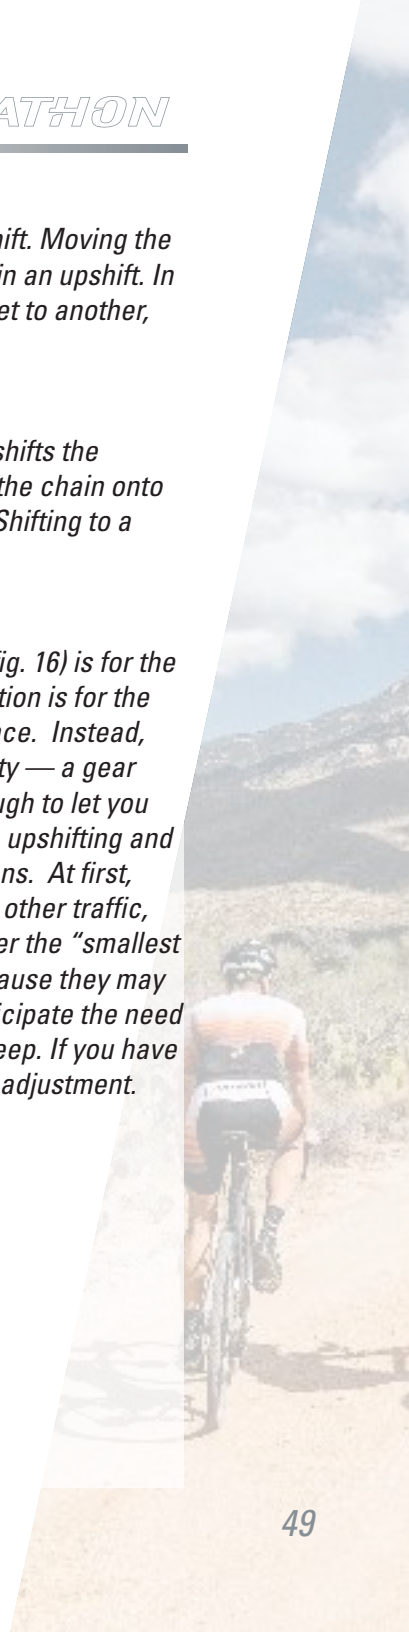 ATHON
ift. Moving the
in an upshift. In
et to another,
shifts the
the chain onto
Shifting to a
ig. 16) is for the
tion is for the
ce. Instead,
ty — a gear
ugh to let you
upshifting and
ns. At first,
other traffic,
er the “smallest
ause they may
icipate the need
eep. If you have
adjustment.
49